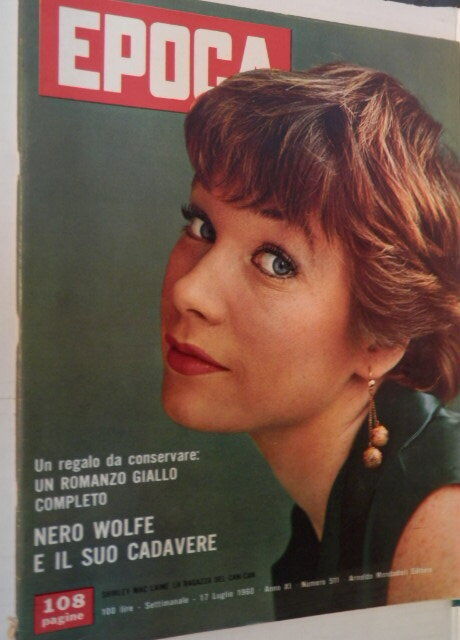 EPOCA
Un regalo da conservare:
UN ROMANZO GIALLO
COMPLETO
NERO WOLFE
E IL SUO CADAVERE
SHIRLEY MAC LAINE LA RAGAZZA DEL CAN-CAN
108
pagine
100 lire - Settimanale - 17 Luglio 1960 - Anno XI - Numero 511 - Arnoldo Mondadori Editore